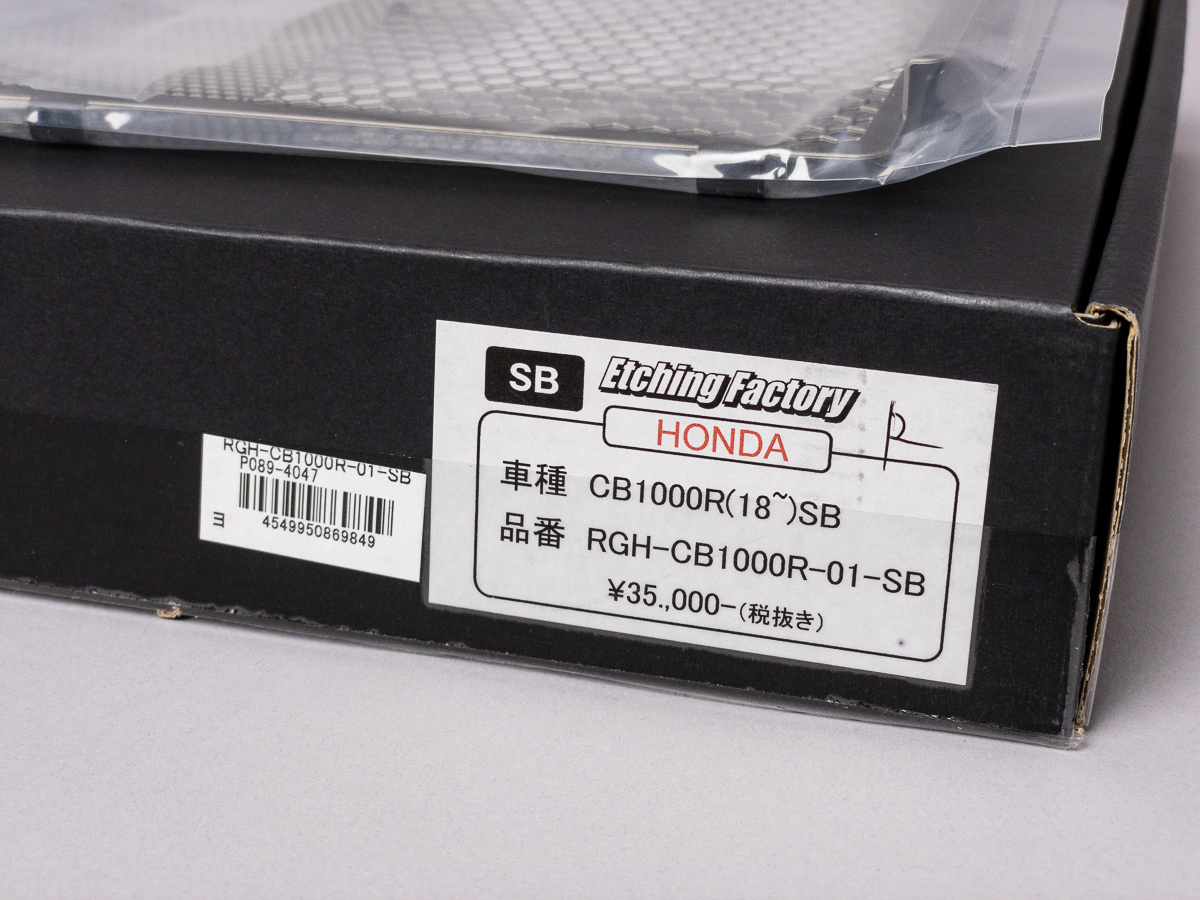 SB
Etching Factory
HONDA
車種 CB1000R(18~)SB
品番 RGH-CB1000R-01-SB
¥35.,000-(税抜き)
RGH-CB1000R-01-SB
P089-4047
4549950869849
ヨ